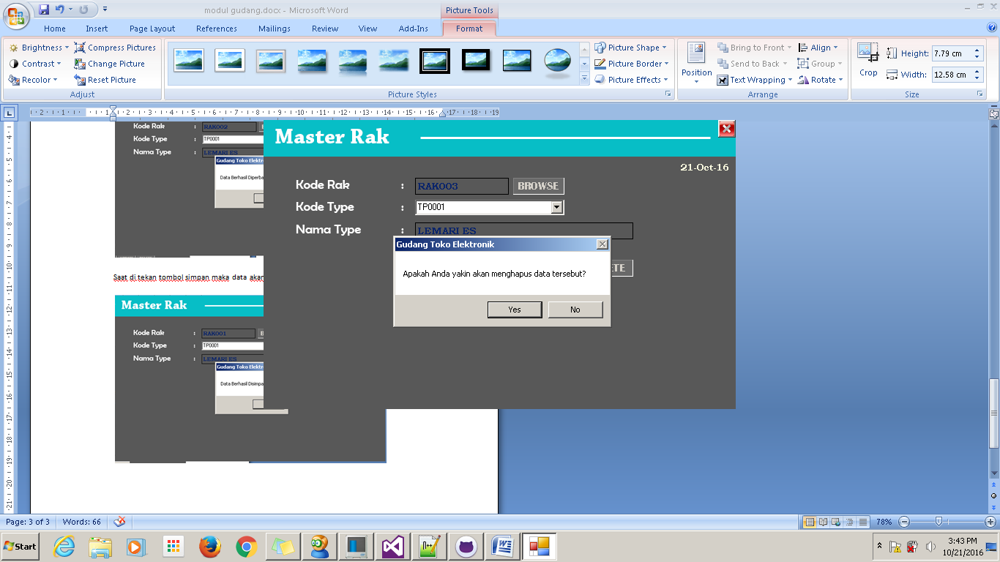 modul gudang.docx - Microsoft Word
Picture Tools
Home Insert Page Layout References Mailings Review View Add-Ins Format
Brightness Compress Pictures
Contrast Change Picture
Recolor Reset Picture
Adjust
Picture Styles
Picture Shape
Picture Border
Picture Effects
Position
Bring to Front
Send to Back
Text Wrapping
Align
Group
Rotate
Arrange
Crop
Height: 7.79 cm
Width: 12.58 cm
Size
Kode Rak : RAK002
Kode Type : TP0001
Nama Type : LEMARI ES
Gudang Toko Elektro
Data Berhasil Diperba
Saat di tekan tombol simpan maka data akan
Master Rak
Kode Rak : RAK001
Kode Type : TP0001
Nama Type : LEMARI ES
Gudang Toko Elektro
Data Berhasil Disimpa
Master Rak
21-Oct-16
Kode Rak : RAK003 BROWSE
Kode Type : TP0001
Nama Type : LEMARI ES
ETE
Gudang Toko Elektronik
Apakah Anda yakin akan menghapus data tersebut?
Yes No
Page: 3 of 3 Words: 66 78%
Start
3:43 PM
10/21/2016